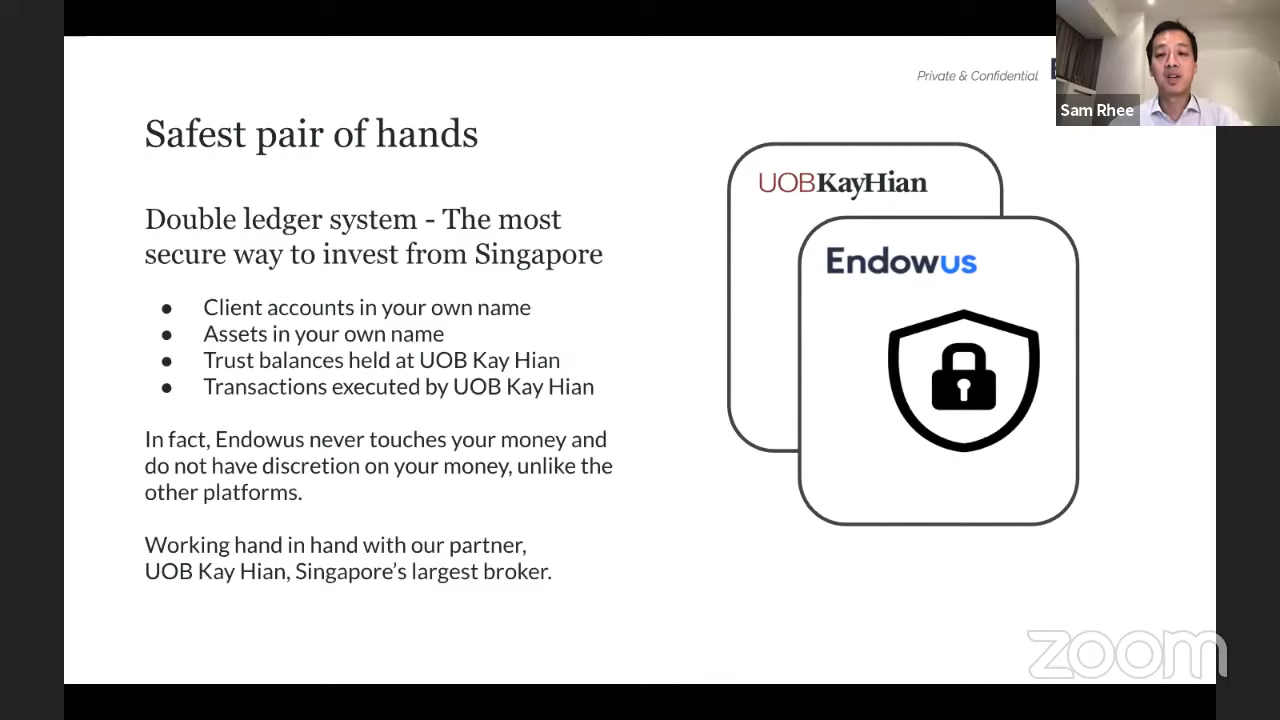 Private & Confidential
Sam Rhee
Safest pair of hands
UOBKayHian
Double ledger system - The most
secure way to invest from Singapore
Endowus
● Client accounts in your own name
● Assets in your own name
● Trust balances held at UOB Kay Hian
● Transactions executed by UOB Kay Hian
In fact, Endowus never touches your money and
do not have discretion on your money, unlike the
other platforms.
Working hand in hand with our partner,
UOB Kay Hian, Singapore’s largest broker.
zoom